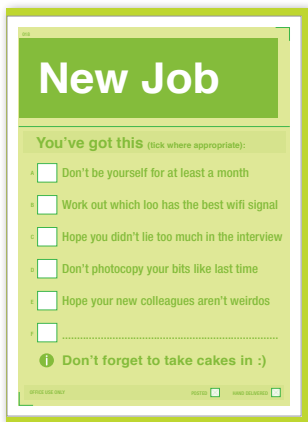 New Job
You've got this (tick where appropriate):
A Don't be yourself for at least a month
B Work out which loo has the best wifi signal
C Hope you didn't lie too much in the interview
D Don't photocopy your bits like last time
E Hope your new colleagues aren't weirdos
F
i Don't forget to take cakes in :)
OFFICE USE ONLY POSTED HAND DELIVERED